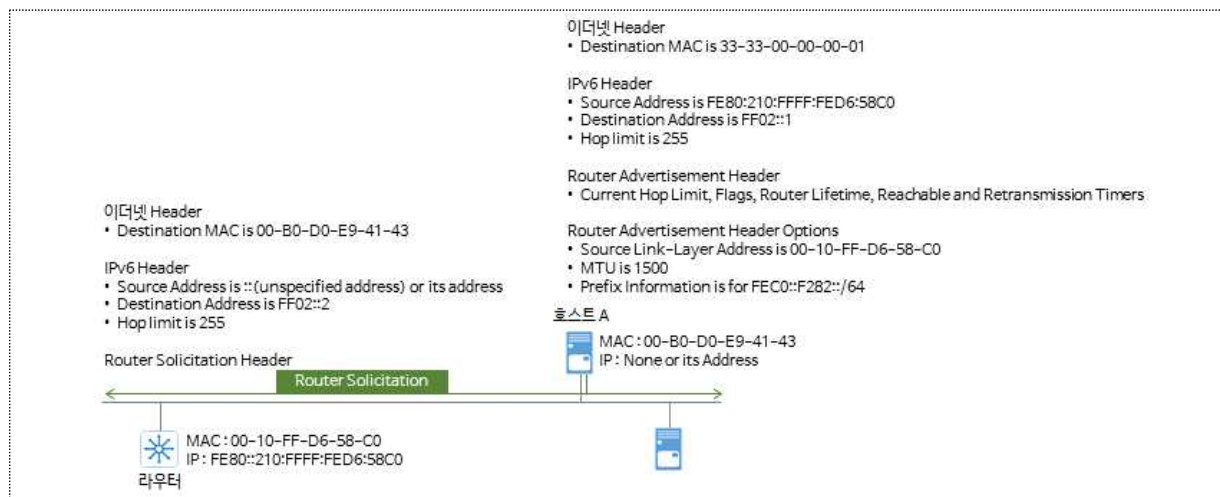 이더넷 Header
• Destination MAC is 33-33-00-00-00-01
IPv6 Header
• Source Address is FE80:210:FFFF:FED6:58C0
• Destination Address is FF02::1
• Hop limit is 255
Router Advertisement Header
• Current Hop Limit, Flags, Router Lifetime, Reachable and Retransmission Timers
Router Advertisement Header Options
• Source Link-Layer Address is 00-10-FF-D6-58-C0
• MTU is 1500
• Prefix Information is for FEC0::F282::/64
이더넷 Header
• Destination MAC is 00-B0-D0-E9-41-43
IPv6 Header
• Source Address is :: (unspecified address) or its address
• Destination Address is FF02::2
• Hop limit is 255
Router Solicitation Header
호스트 A
MAC : 00-B0-D0-E9-41-43
IP : None or its Address
Router Solicitation
MAC : 00-10-FF-D6-58-C0
IP : FE80::210:FFFF:FED6:58C0
라우터